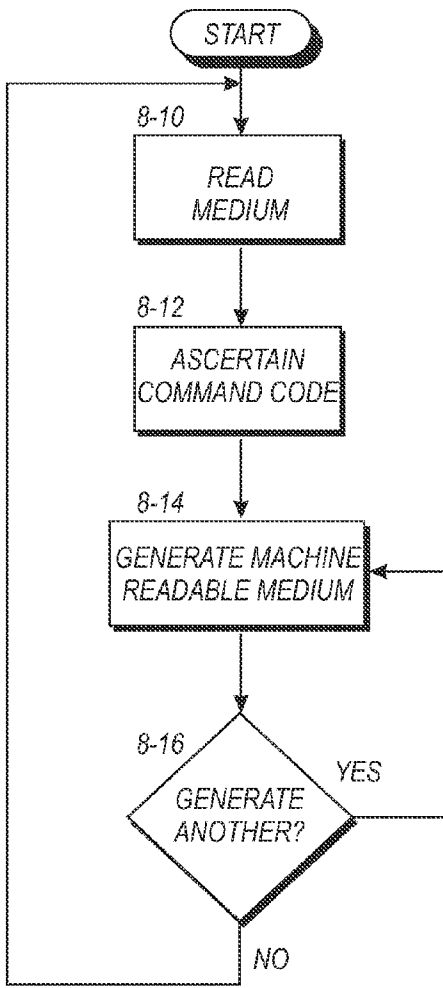 START
8-10
READ
MEDIUM
8-12
ASCERTAIN
COMMAND CODE
8-14
GENERATE MACHINE
READABLE MEDIUM
8-16
YES
GENERATE
ANOTHER?
NO